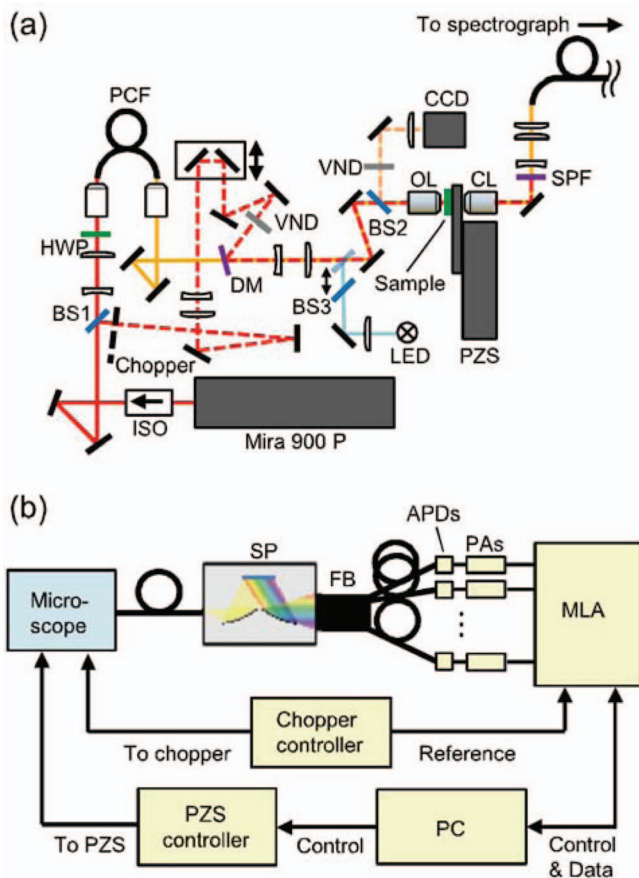 (a)
To spectrograph
PCF
CCD
VND
OL
CL
SPF
HWP
VND
BS2
Sample
DM
BS1
BS3
Chopper
LED
PZS
ISO
Mira 900 P
(b)
APDs
SP
PAs
FB
Micro-
scope
MLA
Chopper
controller
To chopper
Reference
PZS
controller
PC
To PZS
Control
Control
& Data